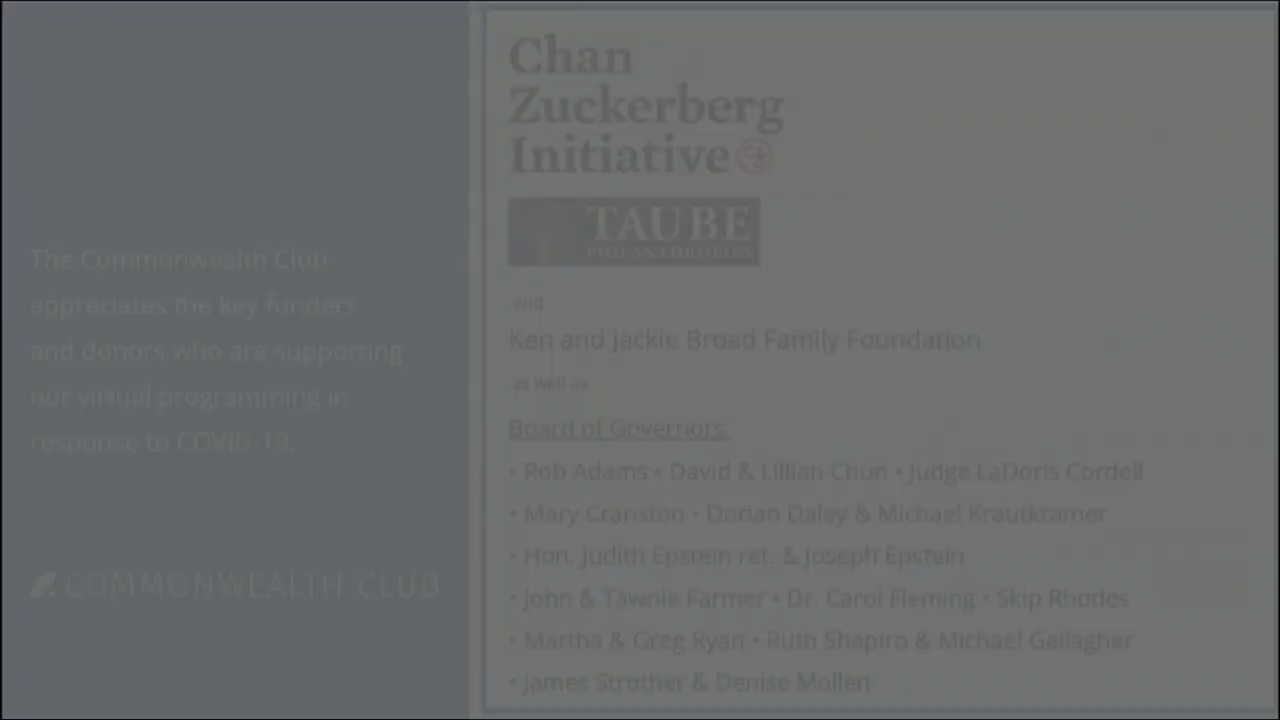 The Commonwealth Club
appreciates the key funders
and donors who are supporting
our virtual programming in
response to COVID-19.
COMMONWEALTH CLUB
Chan
Zuckerberg
Initiative
TAUBE
PHILANTHROPIES
and
Ken and Jackie Broad Family Foundation
as well as
Board of Governors:
• Rob Adams • David & Lillian Chun • Judge LaDoris Cordell
• Mary Cranston • Dorian Daley & Michael Krautkramer
• Hon. Judith Epstein ret. & Joseph Epstein
• John & Tawnie Farmer • Dr. Carol Fleming • Skip Rhodes
• Martha & Greg Ryan • Ruth Shapiro & Michael Gallagher
• James Strother & Denise Mollen